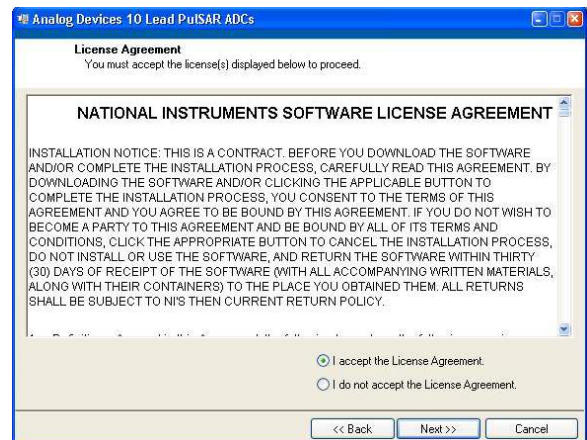 Analog Devices 10 Lead PulSAR ADCs
License Agreement
You must accept the license(s) displayed below to proceed.
NATIONAL INSTRUMENTS SOFTWARE LICENSE AGREEMENT
INSTALLATION NOTICE: THIS IS A CONTRACT. BEFORE YOU DOWNLOAD THE SOFTWARE
AND/OR COMPLETE THE INSTALLATION PROCESS, CAREFULLY READ THIS AGREEMENT. BY
DOWNLOADING THE SOFTWARE AND/OR CLICKING THE APPLICABLE BUTTON TO
COMPLETE THE INSTALLATION PROCESS, YOU CONSENT TO THE TERMS OF THIS
AGREEMENT AND YOU AGREE TO BE BOUND BY THIS AGREEMENT. IF YOU DO NOT WISH TO
BECOME A PARTY TO THIS AGREEMENT AND BE BOUND BY ALL OF ITS TERMS AND
CONDITIONS, CLICK THE APPROPRIATE BUTTON TO CANCEL THE INSTALLATION PROCESS,
DO NOT INSTALL OR USE THE SOFTWARE, AND RETURN THE SOFTWARE WITHIN THIRTY
(30) DAYS OF RECEIPT OF THE SOFTWARE (WITH ALL ACCOMPANYING WRITTEN MATERIALS,
ALONG WITH THEIR CONTAINERS) TO THE PLACE YOU OBTAINED THEM. ALL RETURNS
SHALL BE SUBJECT TO NI'S THEN CURRENT RETURN POLICY.
I accept the License Agreement.
I do not accept the License Agreement.
<< Back
Next >>
Cancel